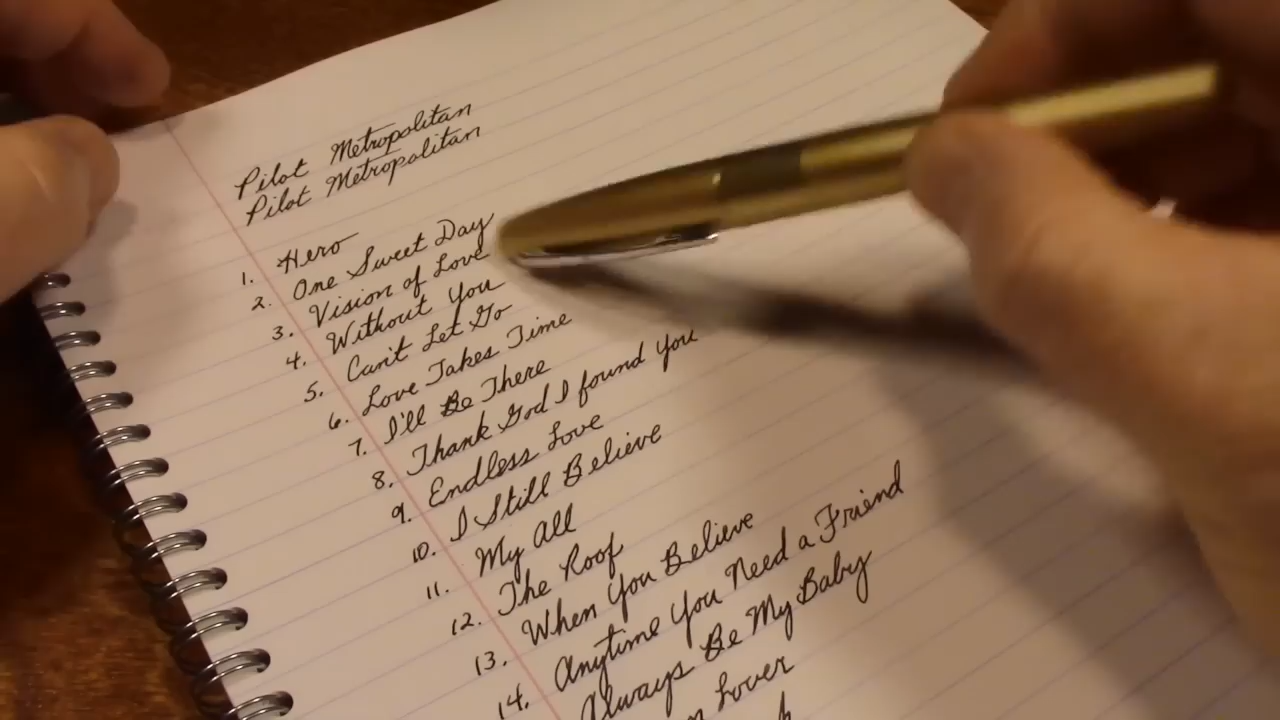 Pilot Metropolitan
Pilot Metropolitan
1. Hero
2. One Sweet Day
3. Vision of Love
4. Without You
5. Can't Let Go
6. Love Takes Time
7. I'll Be There
8. Thank God I found you
9. Endless Love
10. I Still Believe
11. My All
12. The Roof
13. When You Believe
14. Anytime You Need a Friend
Always Be My Baby
Lover